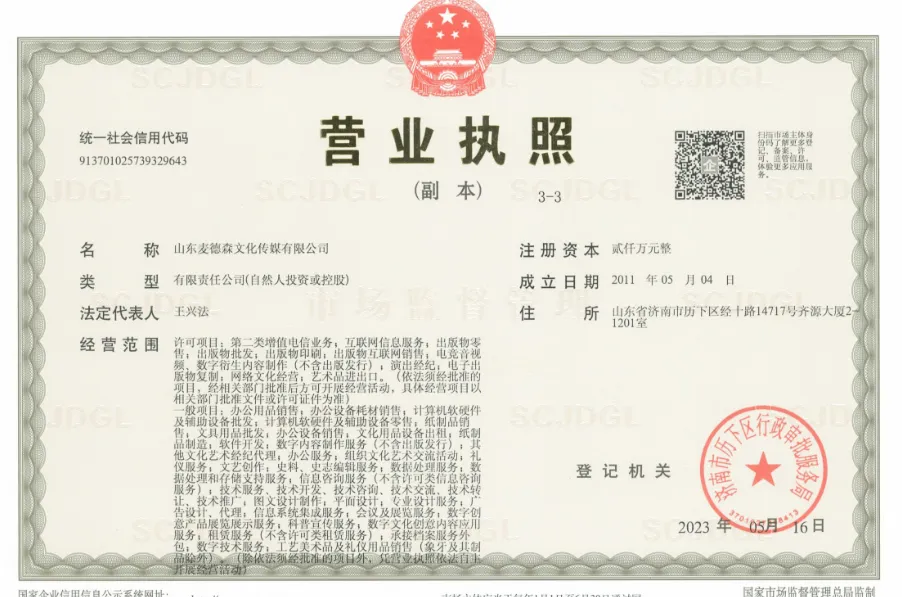 统一社会信用代码
913701025739329643
营业执照
(副 本)
3-3
扫描市场主体身
份码了解更多登
记、备案、许
可、监管信息,
体验更多应用服
务。
名 称 山东麦德森文化传媒有限公司
类 型 有限责任公司(自然人投资或控股)
法定代表人 王兴法
经营范围 许可项目:第二类增值电信业务;互联网信息服务;出版物零
售;出版物批发;出版物印刷;出版物互联网销售;电竞音视
频、数字衍生内容制作(不含出版发行);演出经纪;电子出
版物复制;网络文化经营;艺术品进出口。(依法须经批准的
项目,经相关部门批准后方可开展经营活动,具体经营项目以
相关部门批准文件或许可证件为准)
一般项目:办公用品销售;办公设备耗材销售;计算机软硬件
及辅助设备批发;计算机软硬件及辅助设备零售;纸制品销
售;文具用品批发;办公设备销售;文化用品设备出租;纸制
品制造;软件开发;数字内容制作服务(不含出版发行);其
他文化艺术经纪代理;办公服务;组织文化艺术交流活动;礼
仪服务;文艺创作;史料、史志编辑服务;数据处理服务;数
据处理和存储支持服务;信息咨询服务(不含许可类信息咨询
服务);技术服务、技术开发、技术咨询、技术交流、技术转
让、技术推广;图文设计制作;平面设计;专业设计服务;广
告设计、代理;信息系统集成服务;会议及展览服务;数字创
意产品展览展示服务;科普宣传服务;数字文化创意内容应用
服务;租赁服务(不含许可类租赁服务);承接档案服务外
包;数字技术服务;工艺美术品及礼仪用品销售(象牙及其制
品除外)。(除依法须经批准的项目外,凭营业执照依法自主
开展经营活动)
注册资本 贰仟万元整
成立日期 2011 年 05 月 04 日
住 所 山东省济南市历下区经十路14717号齐源大厦2-
1201室
登记机关
济南市历下区行政审批服务局
2023 年 05月 16日
国家企业信用信息公示系统网址:
国家市场监督管理总局监制
SCJDGL
市场监督管理